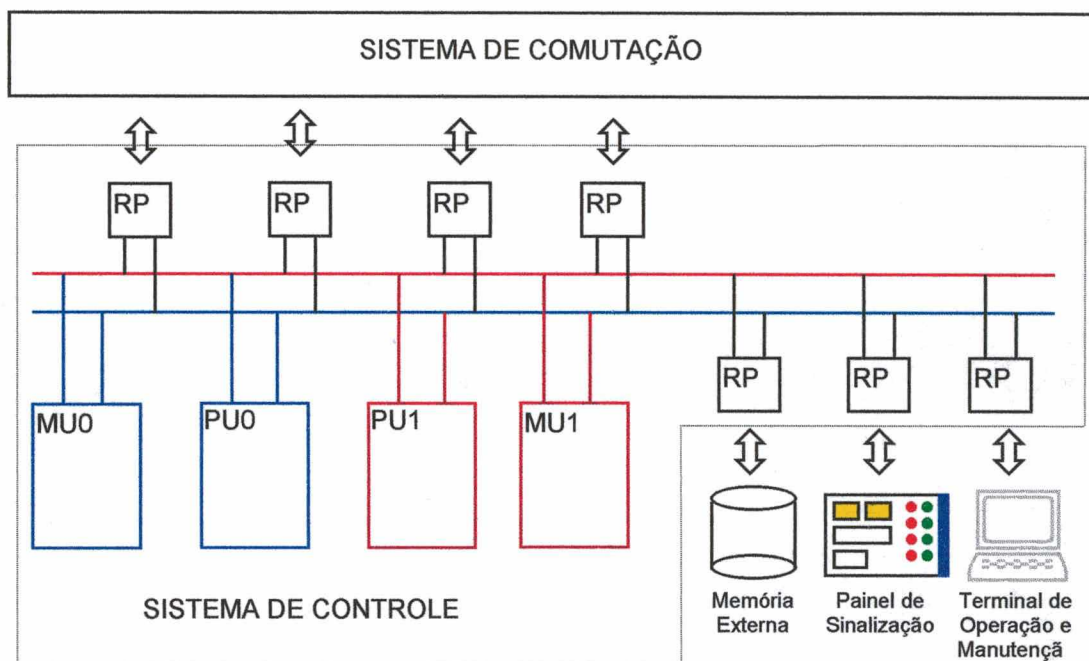 SISTEMA DE COMUTAÇÃO
RP
RP
RP
RP
RP
RP
RP
MU0
PU0
PU1
MU1
SISTEMA DE CONTROLE
Memória
Externa
Painel de
Sinalização
Terminal de
Operação e
Manutençã